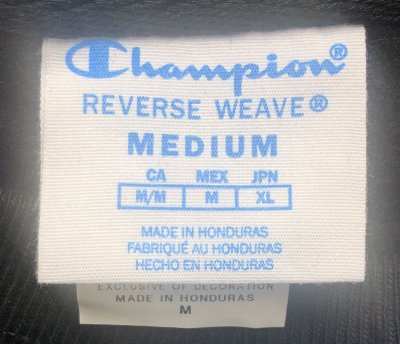 Champion®
REVERSE WEAVE®
MEDIUM
CA MEX JPN
M/M M XL
MADE IN HONDURAS
FABRIQUÉ AU HONDURAS
HECHO EN HONDURAS
EXCLUSIVE OF DECORATION
MADE IN HONDURAS
M